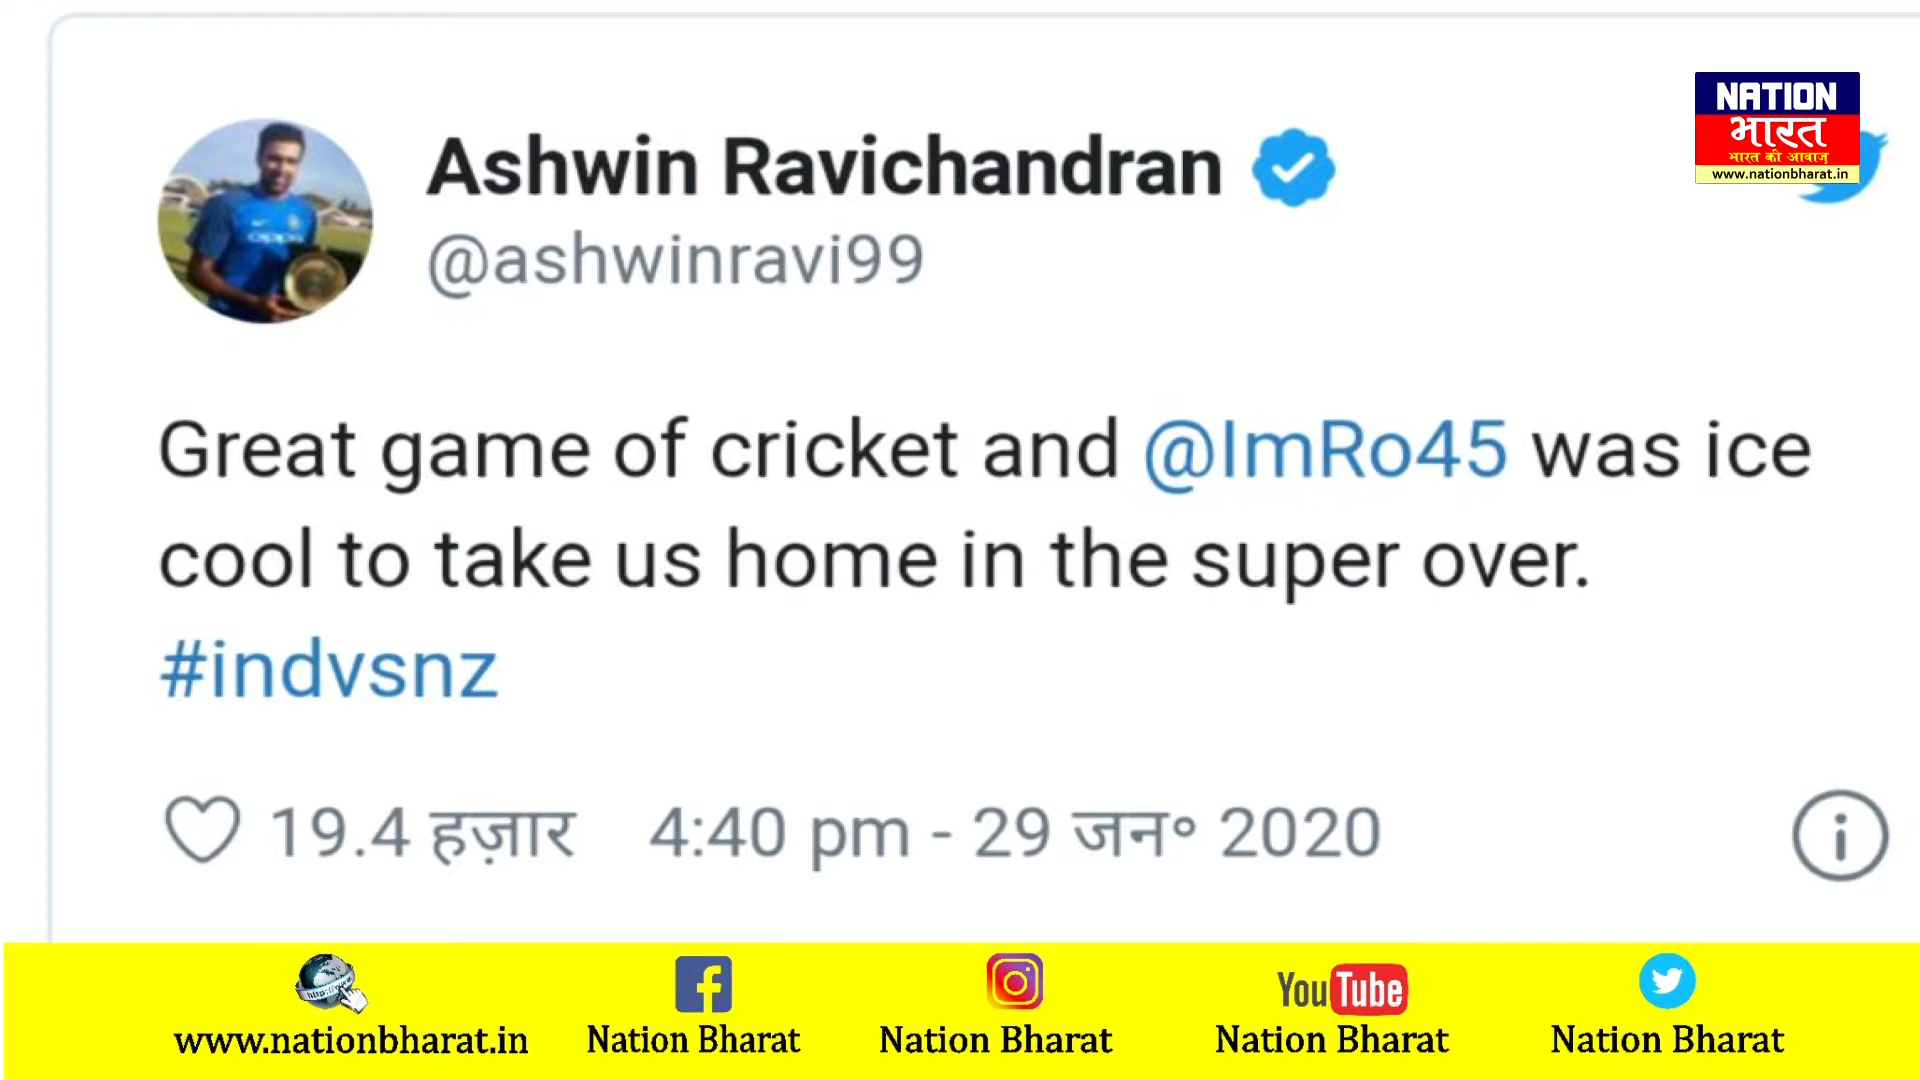 NATION
भारत
भारत की आवाज़
www.nationbharat.in
Ashwin Ravichandran
@ashwinravi99
Great game of cricket and @ImRo45 was ice
cool to take us home in the super over.
#indvsnz
19.4 हज़ार 4:40 pm - 29 जन॰ 2020
www.nationbharat.in
Nation Bharat
Nation Bharat
YouTube
Nation Bharat
Nation Bharat